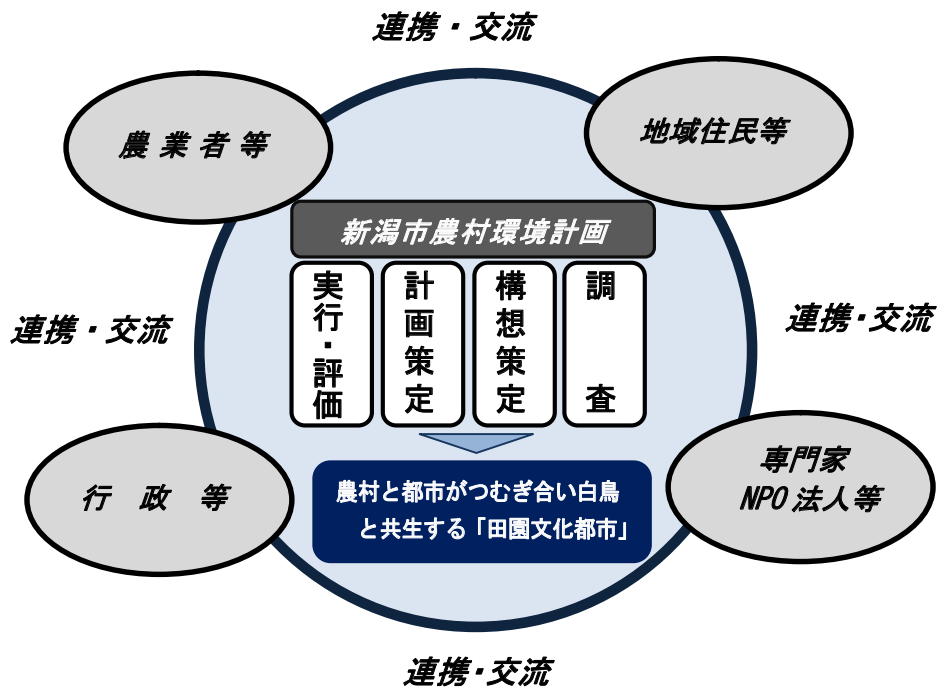 連携・交流
農業者等
地域住民等
新潟市農村環境計画
調査
構想策定
計画策定
実行・評価
連携・交流
連携・交流
農村と都市がつむぎ合い白鳥
と共生する「田園文化都市」
行政等
専門家
NPO法人等
連携・交流